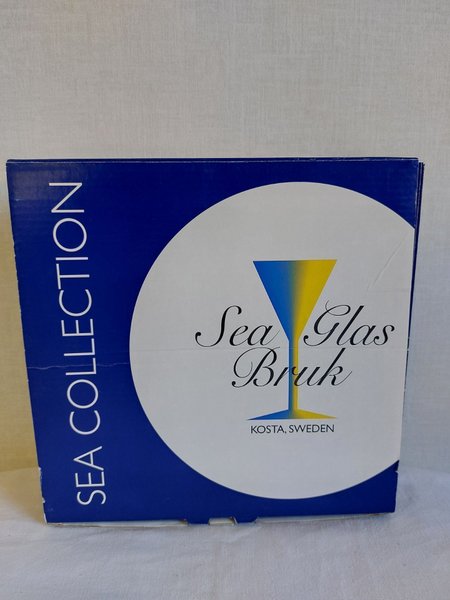 SEA COLLECTION
Sea Glas
Bruk
KOSTA, SWEDEN